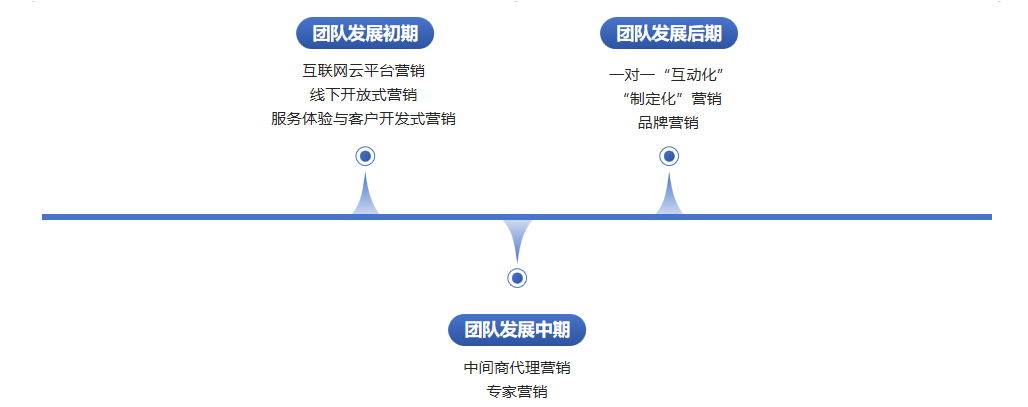 团队发展初期
互联网云平台营销
线下开放式营销
服务体验与客户开发式营销
团队发展后期
一对一“互动化”
“制定化”营销
品牌营销
团队发展中期
中间商代理营销
专家营销